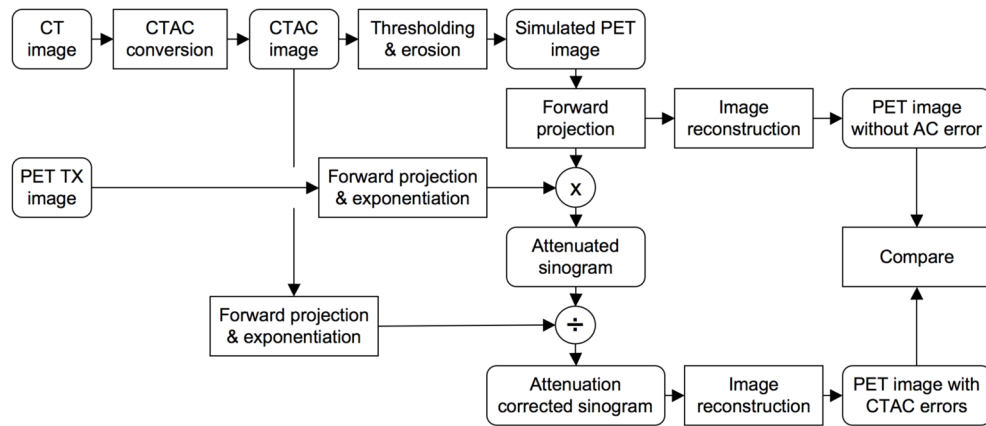 CT
image
CTAC
conversion
CTAC
image
Thresholding
& erosion
Simulated PET
image
Forward
projection
Image
reconstruction
PET image
without AC error
PET TX
image
Forward projection
& exponentiation
x
Attenuated
sinogram
Compare
Forward projection
& exponentiation
÷
Attenuation
corrected sinogram
Image
reconstruction
PET image with
CTAC errors